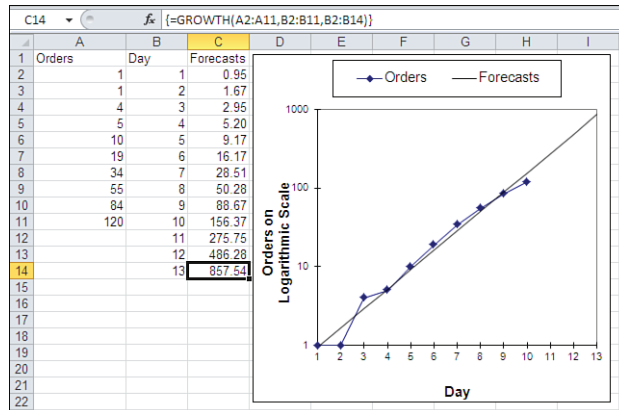 C14 fx {=GROWTH(A2:A11,B2:B11,B2:B14)}
A B C D E F G H I
1 Orders Day Forecasts
2 1 1 0.95
3 1 2 1.67
4 4 3 2.95
5 5 4 5.20
6 10 5 9.17
7 19 6 16.17
8 34 7 28.51
9 55 8 50.28
10 84 9 88.67
11 120 10 156.37
12 11 275.75
13 12 486.28
14 13 857.54
15
16
17
18
19
20
21
22
Orders Forecasts
Orders on
Logarithmic Scale
1000
100
10
1
1 2 3 4 5 6 7 8 9 10 11 12 13
Day